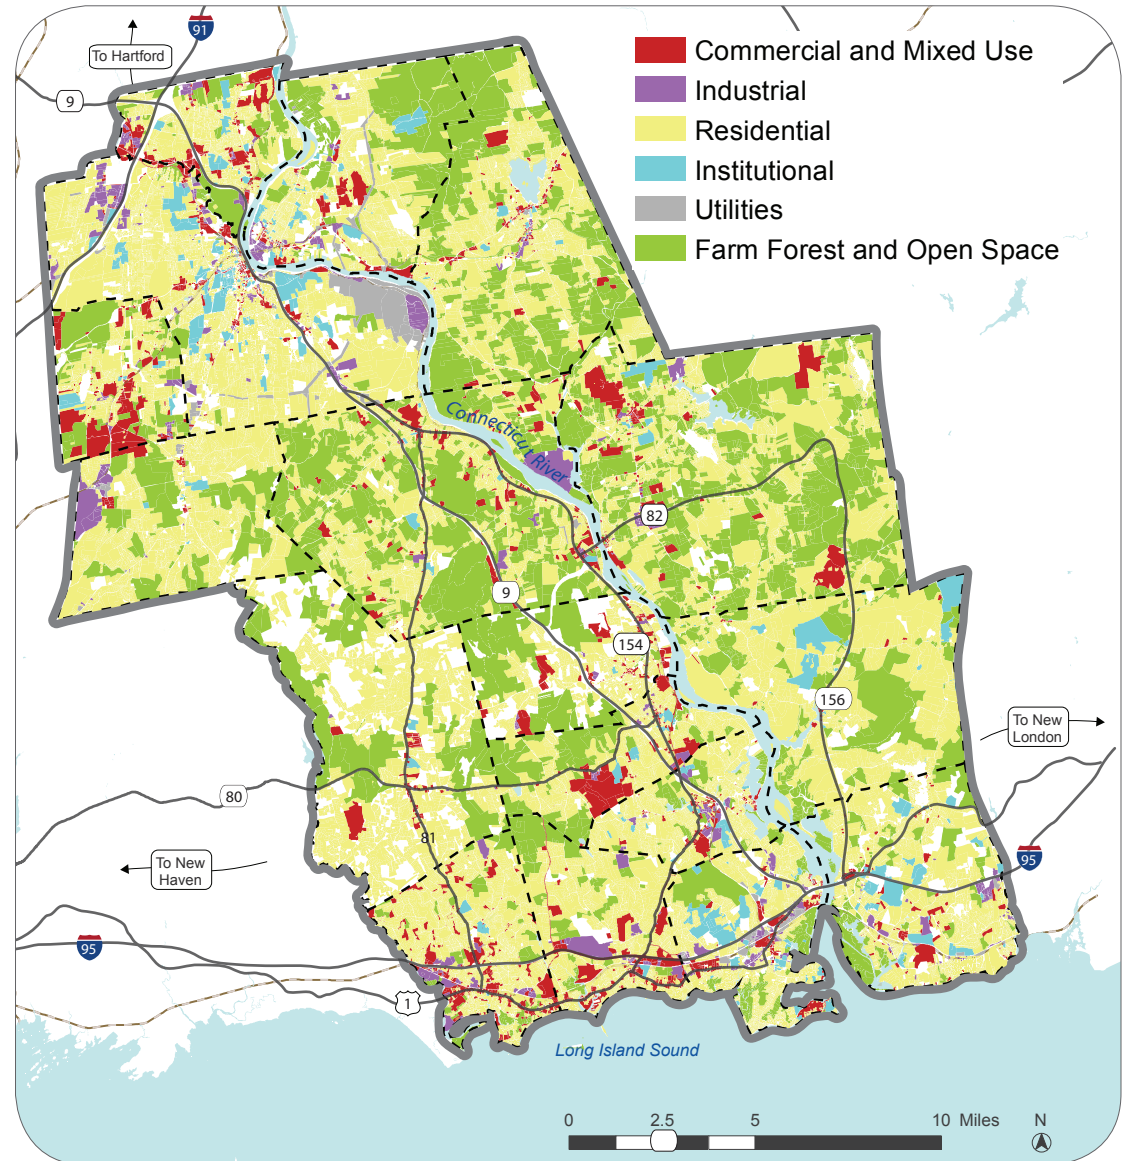 91
To Hartford
9
Commercial and Mixed Use
Industrial
Residential
Institutional
Utilities
Farm Forest and Open Space
Connecticut River
82
9
154
156
To New
London
80
81
To New
Haven
95
95
1
Long Island Sound
0 2.5 5 10 Miles N